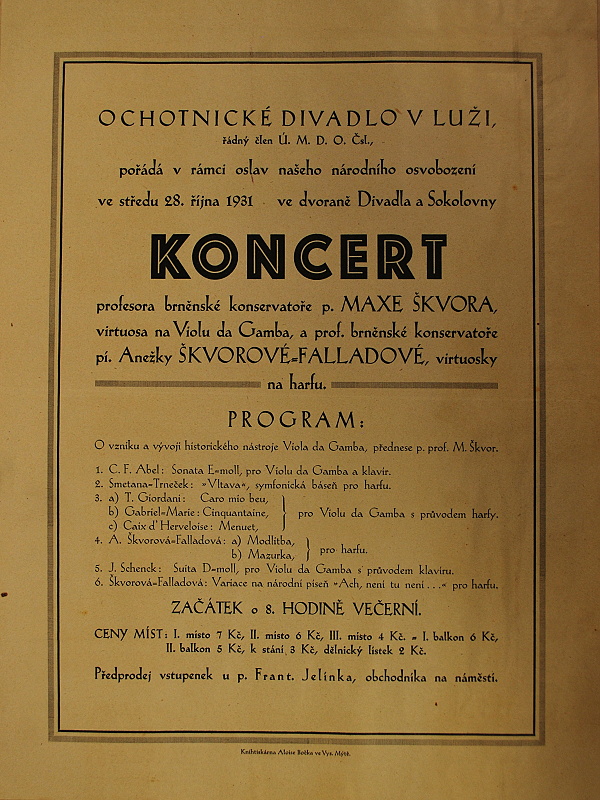 OCHOTNICKÉ DIVADLO V LUŽI,
řádný člen Ú. M. D. O. Čsl.,
pořádá v rámci oslav našeho národního osvobození
ve středu 28. října 1931 ve dvoraně Divadla a Sokolovny
KONCERT
profesora brněnské konservatoře p. MAXE ŠKVORA,
virtuosa na Violu da Gamba, a prof. brněnské konservatoře
pí. Anežky ŠKVOROVÉ=FALLADOVÉ, virtuosky
na harfu.
PROGRAM:
O vzniku a vývoji historického nástroje Viola da Gamba, přednese p. prof. M. Škvor.
1. C. F. Abel: Sonata E=moll, pro Violu da Gamba a klavír.
2. Smetana=Trneček: »Vltava«, symfonická báseň pro harfu.
3. a) T. Giordani: Caro mio beu,
b) Gabriel=Marie: Cinquantaine,
c) Caix d'Herveloise: Menuet,
pro Violu da Gamba s průvodem harfy.
4. A. Škvorová=Falladová: a) Modlitba,
b) Mazurka,
pro harfu.
5. J. Schenck: Suita D=moll, pro Violu da Gamba s průvodem klavíru.
6. Škvorová=Falladová: Variace na národní píseň »Ach, není tu není . . .« pro harfu.
ZAČÁTEK o 8. HODINĚ VEČERNÍ.
CENY MÍST: I. místo 7 Kč, II. místo 6 Kč, III. místo 4 Kč. = I. balkon 6 Kč,
II. balkon 5 Kč, k stání 3 Kč, dělnický lístek 2 Kč.
Předprodej vstupenek u p. Frant. Jelínka, obchodníka na náměstí.
Knihtiskárna Aloise Bočka ve Vys. Mýtě.